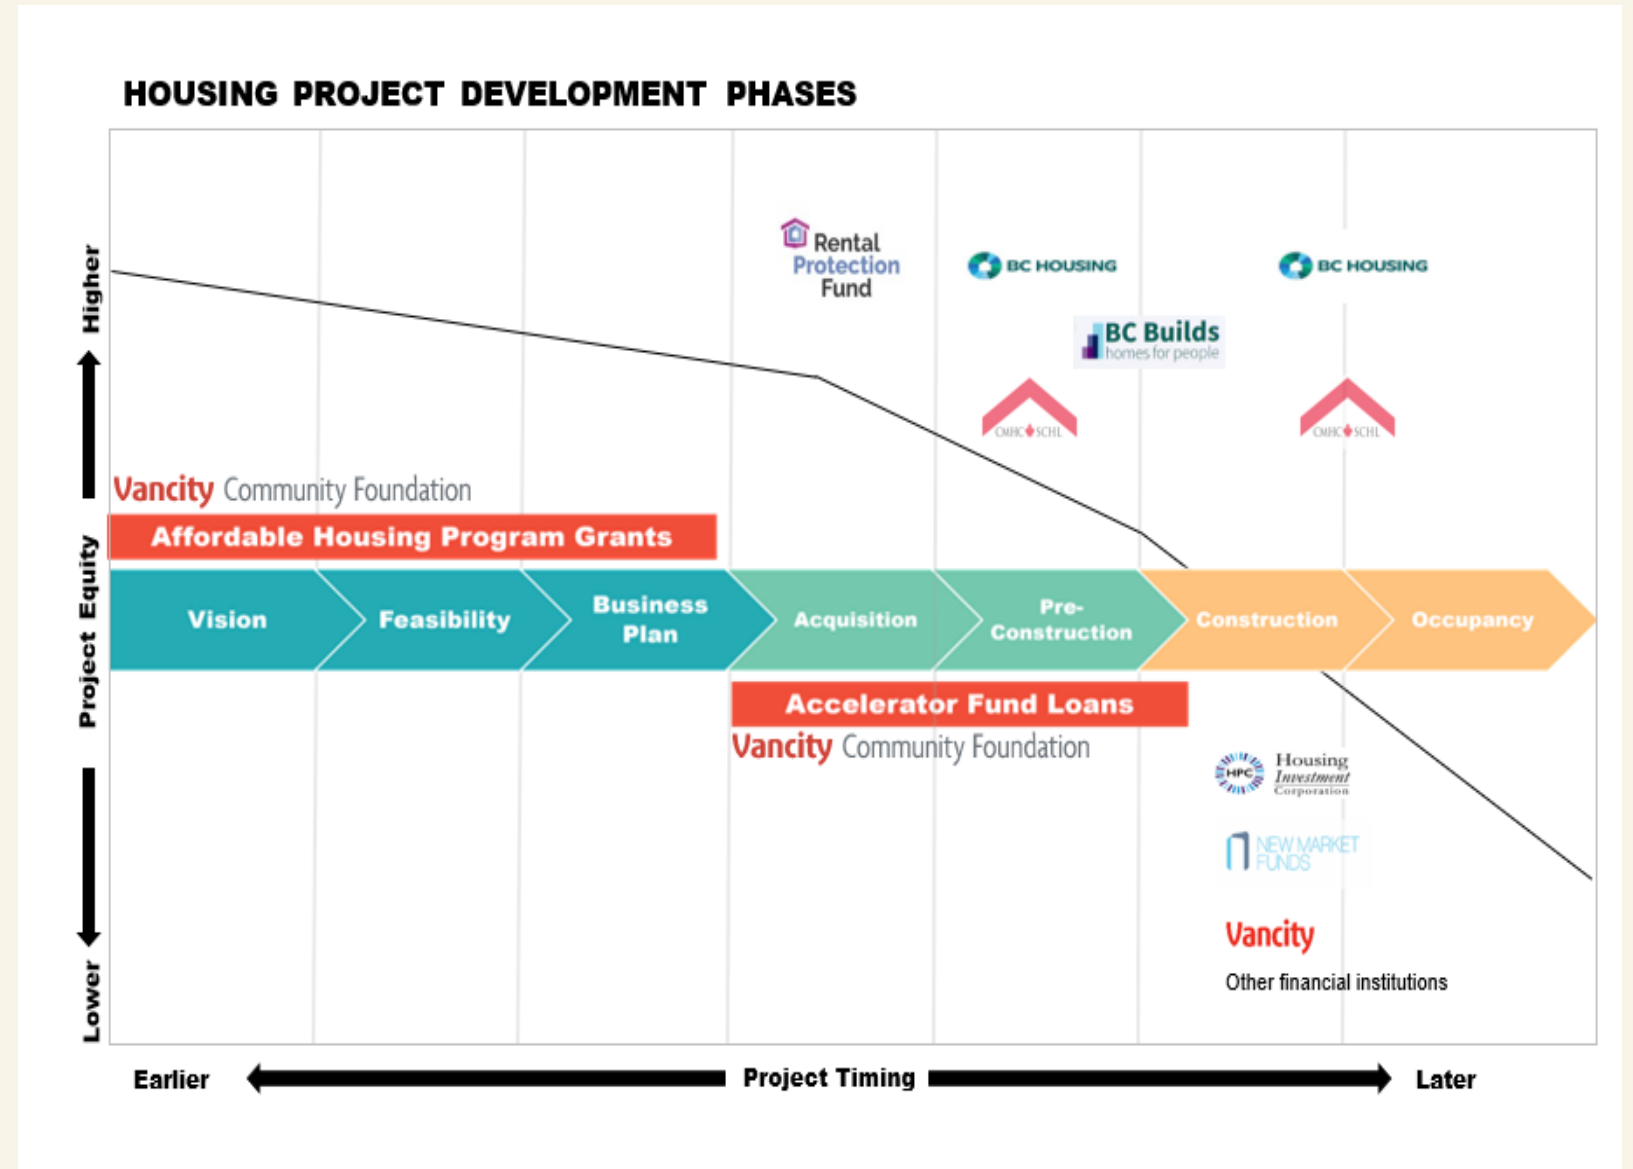 HOUSING PROJECT DEVELOPMENT PHASES
Higher
Project Equity
Lower
Rental
Protection
Fund
BC HOUSING
BC HOUSING
BC Builds
homes for people
CMHC SCHL
CMHC SCHL
Vancity Community Foundation
Affordable Housing Program Grants
Vision
Feasibility
Business
Plan
Acquisition
Pre-
Construction
Construction
Occupancy
Accelerator Fund Loans
Vancity Community Foundation
HPC
Housing
Investment
Corporation
NEW MARKET
FUNDS
Vancity
Other financial institutions
Earlier
Project Timing
Later